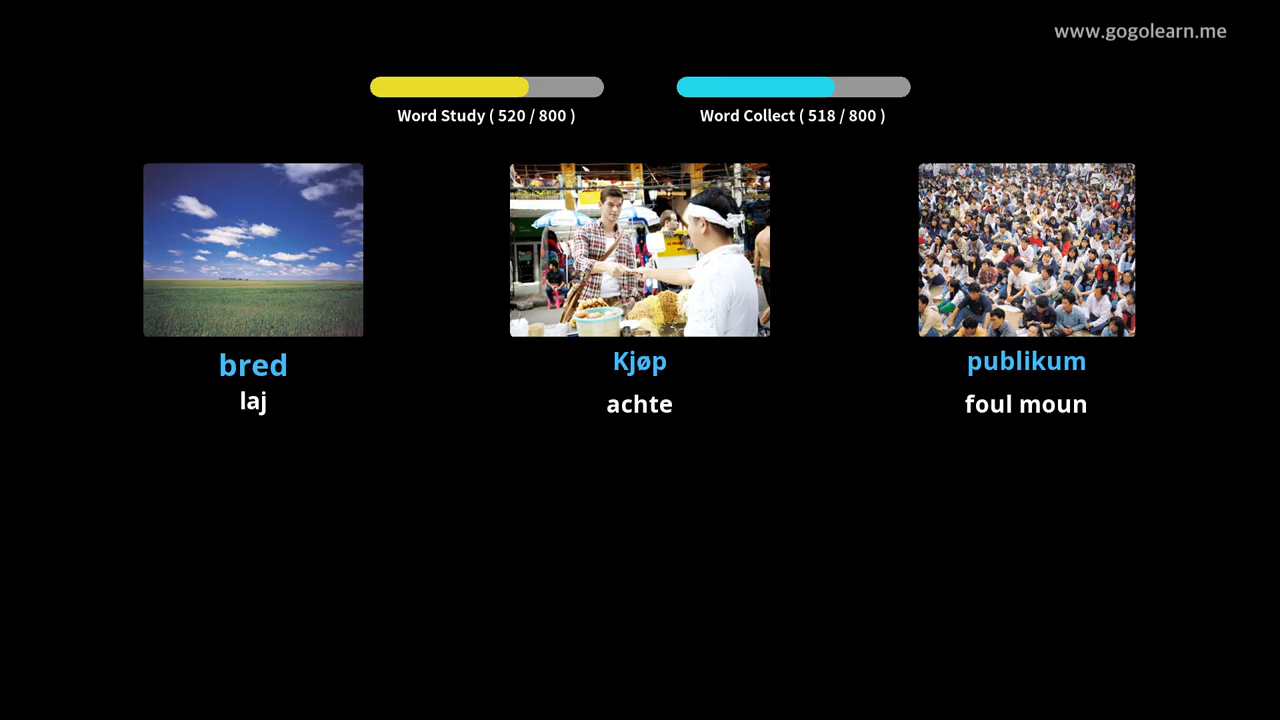 www.gogolearn.me
Word Study ( 520 / 800 )
Word Collect ( 518 / 800 )
bred
laj
Kjøp
achte
publikum
foul moun